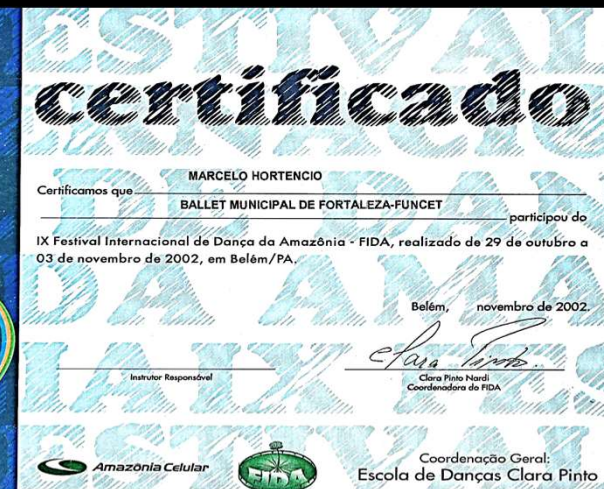 certificado
MARCELO HORTENCIO
Certificamos que
BALLET MUNICIPAL DE FORTALEZA-FUNCET
participou do
IX Festival Internacional de Dança da Amazônia - FIDA, realizado de 29 de outubro a
03 de novembro de 2002, em Belém/PA.
Belém, novembro de 2002.
Clara Pinto
Instrutor Responsável
Clara Pinto Nardi
Coordenadora do FIDA
Amazônia Celular
FIDA
Coordenação Geral:
Escola de Danças Clara Pinto